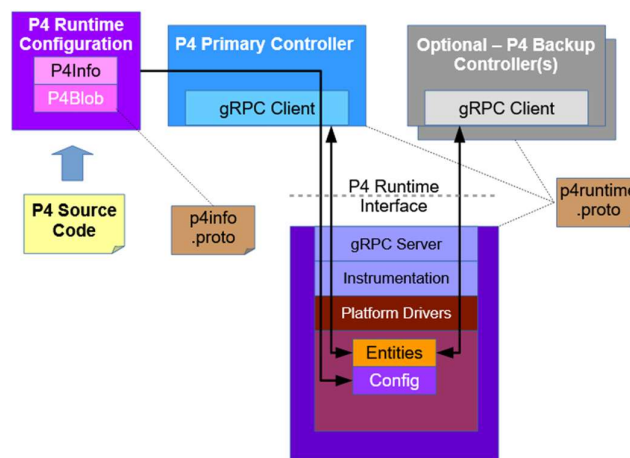 P4 Runtime
Configuration
P4Info
P4Blob
P4 Primary Controller
gRPC Client
Optional – P4 Backup
Controller(s)
gRPC Client
P4 Source
Code
p4info
.proto
P4 Runtime
Interface
p4runtime
.proto
gRPC Server
Instrumentation
Platform Drivers
Entities
Config